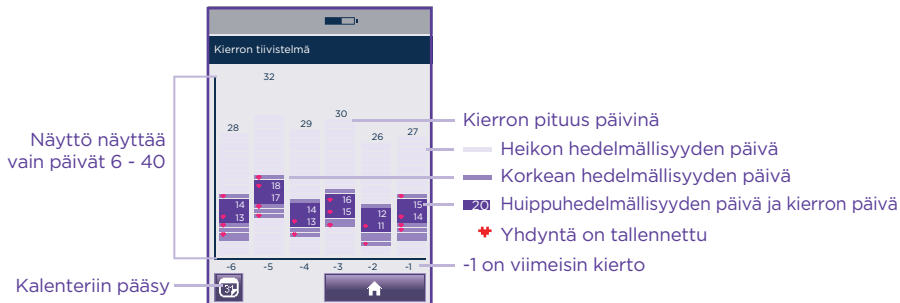 Kierron tiivistelmä
32
30
28
29
26
27
18
17
14
13
14
13
16
15
12
11
15
14
-6
-5
-4
-3
-2
-1
31
Näyttö näyttää
vain päivät 6 - 40
Kalenteriin pääsy
Kierron pituus päivinä
Heikon hedelmällisyyden päivä
Korkean hedelmällisyyden päivä
20 Huippuhedelmällisyyden päivä ja kierron päivä
Yhdyntä on tallennettu
-1 on viimeisin kierto